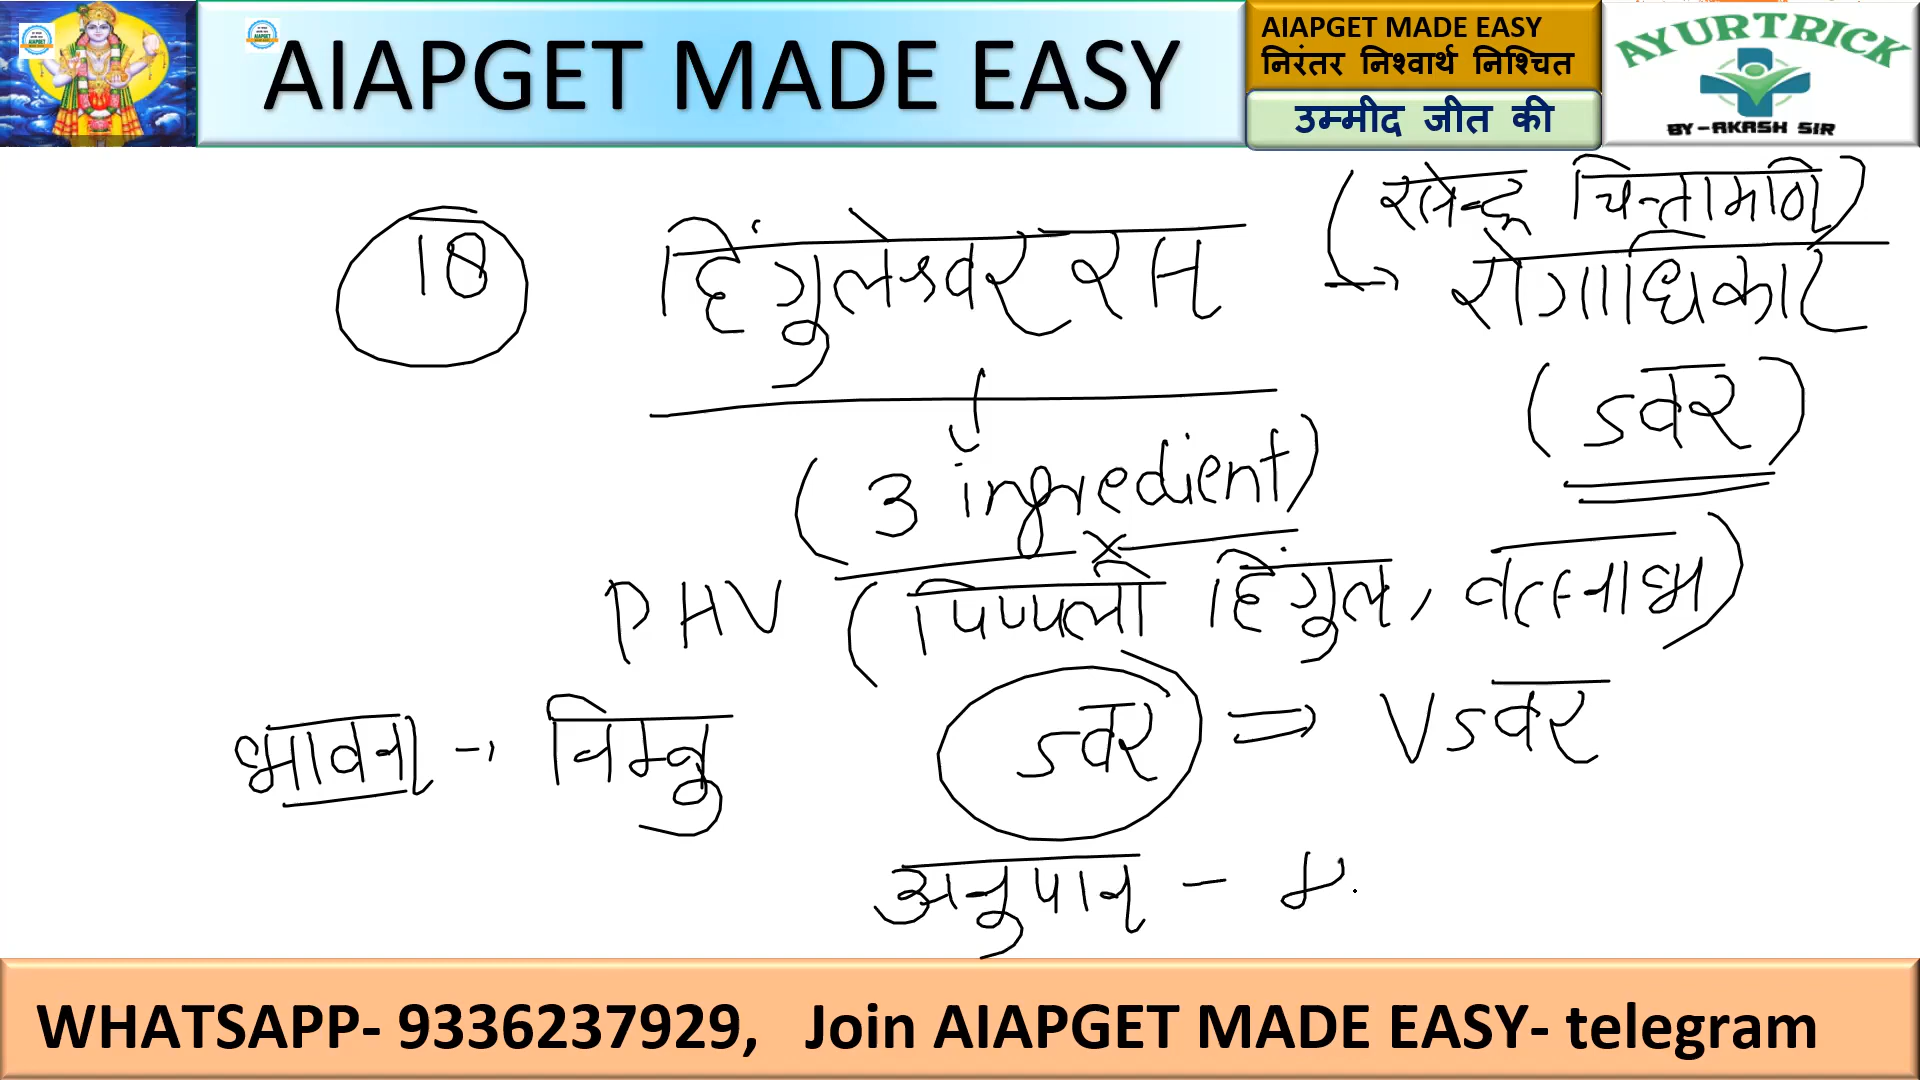 AIAPGET MADE EASY
AIAPGET MADE EASY
निरंतर निश्वार्थ निश्चित
उम्मीद जीत की
AYURTRICK
BY-AKASH SIR
(रसेन्द्र चिन्तामणि)
18 हिंगुलेश्वर रस → रोगाधिकार
(ज्वर)
(3 ingredient)
PHV (पिप्पली हिंगुल, वत्सनाभ)
भावना → निम्बु ज्वर ⇒ Vज्वर
अनुपान -
WHATSAPP- 9336237929, Join AIAPGET MADE EASY- telegram